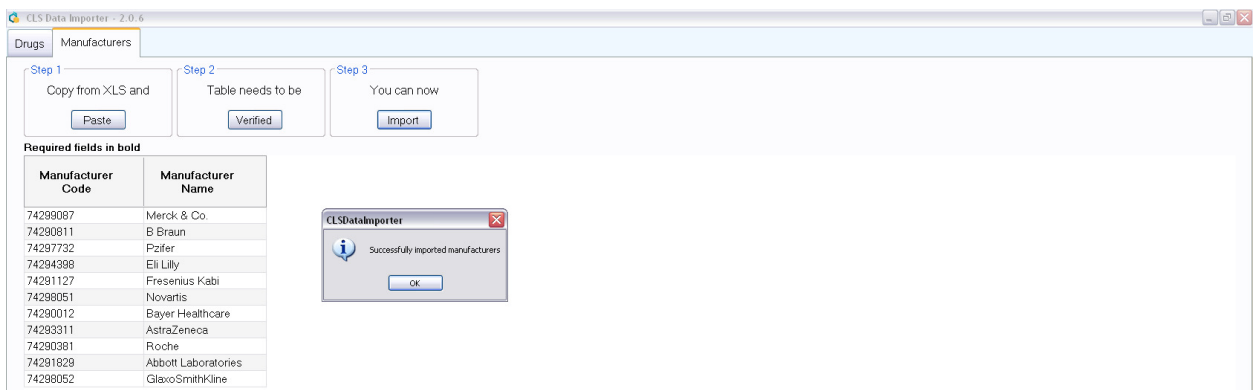 CLS Data Importer - 2.0.6
Drugs Manufacturers
Step 1 Step 2 Step 3
Copy from XLS and Table needs to be You can now
Paste Verified Import
Required fields in bold
Manufacturer Code Manufacturer Name
74299087 Merck & Co.
74290811 B Braun
74297732 Pzifer
74294398 Eli Lilly
74291127 Fresenius Kabi
74298051 Novartis
74290012 Bayer Healthcare
74293311 AstraZeneca
74290381 Roche
74291829 Abbott Laboratories
74298052 GlaxoSmithKline
CLSDataImporter
Successfully imported manufacturers
OK